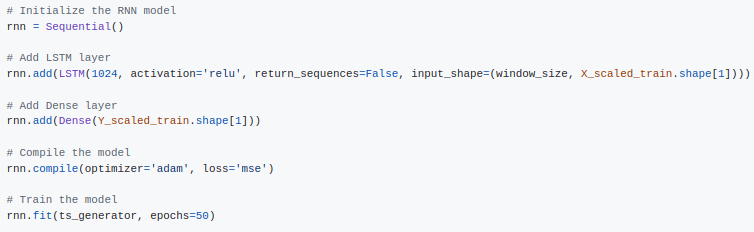 # Initialize the RNN model
rnn = Sequential()
# Add LSTM layer
rnn.add(LSTM(1024, activation='relu', return_sequences=False, input_shape=(window_size, X_scaled_train.shape[1])))
# Add Dense layer
rnn.add(Dense(Y_scaled_train.shape[1]))
# Compile the model
rnn.compile(optimizer='adam', loss='mse')
# Train the model
rnn.fit(ts_generator, epochs=50)